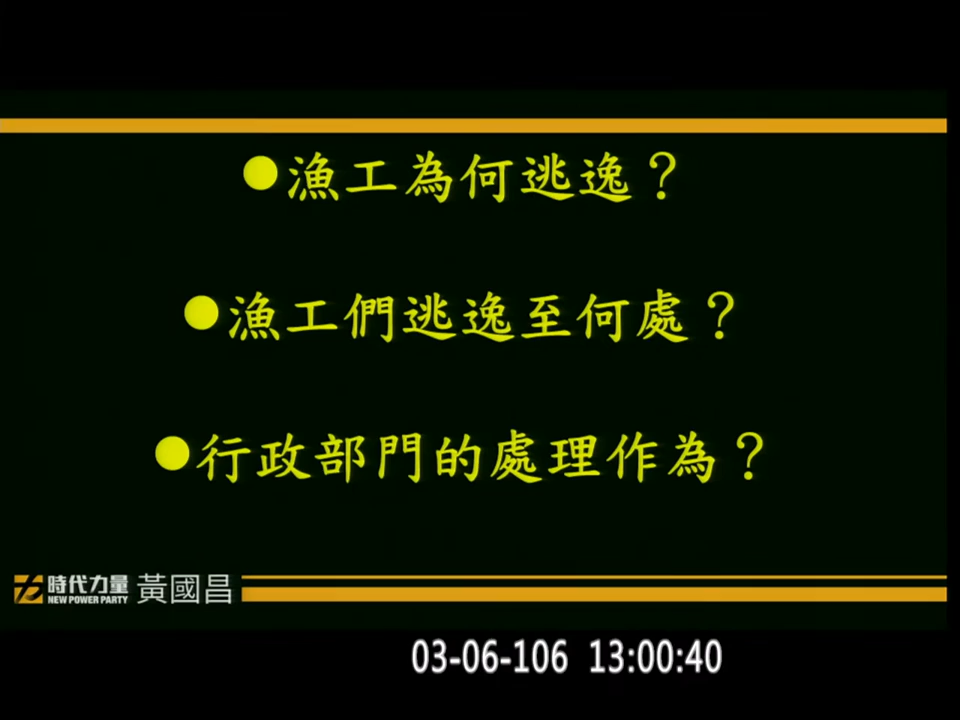 ●漁工為何逃逸？
●漁工們逃逸至何處？
●行政部門的處理作為？
時代力量 黃國昌
NEW POWER PARTY
03-06-106 13:00:40